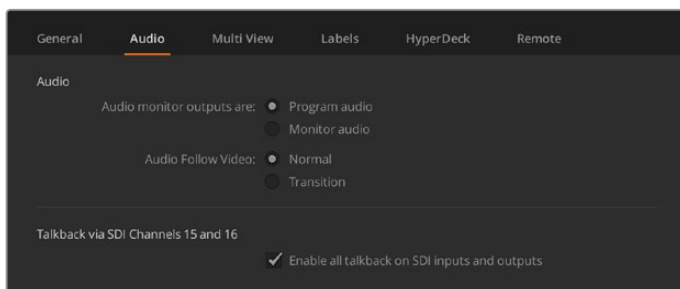 General Audio Multi View Labels HyperDeck Remote
Audio
Audio monitor outputs are: Program audio
Monitor audio
Audio Follow Video: Normal
Transition
Talkback via SDI Channels 15 and 16
Enable all talkback on SDI inputs and outputs